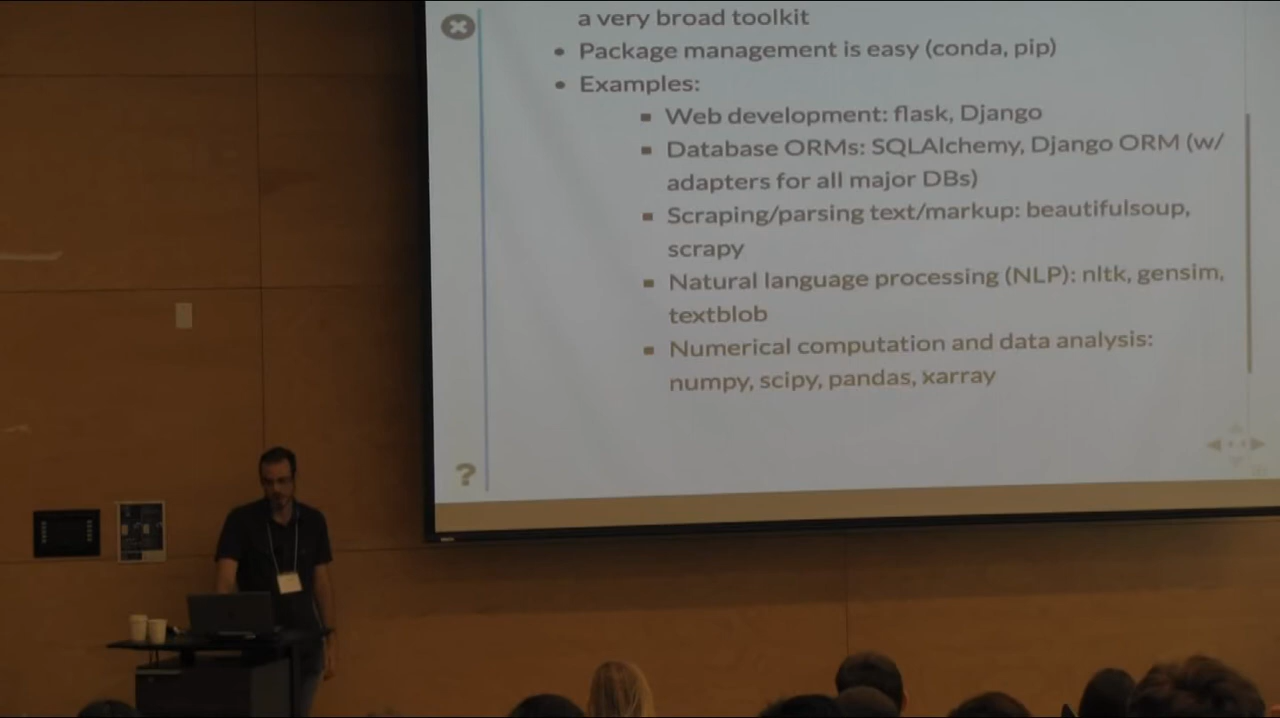 a very broad toolkit
• Package management is easy (conda, pip)
• Examples:
▪ Web development: flask, Django
▪ Database ORMs: SQLAlchemy, Django ORM (w/
adapters for all major DBs)
▪ Scraping/parsing text/markup: beautifulsoup,
scrapy
▪ Natural language processing (NLP): nltk, gensim,
textblob
▪ Numerical computation and data analysis:
numpy, scipy, pandas, xarray
?